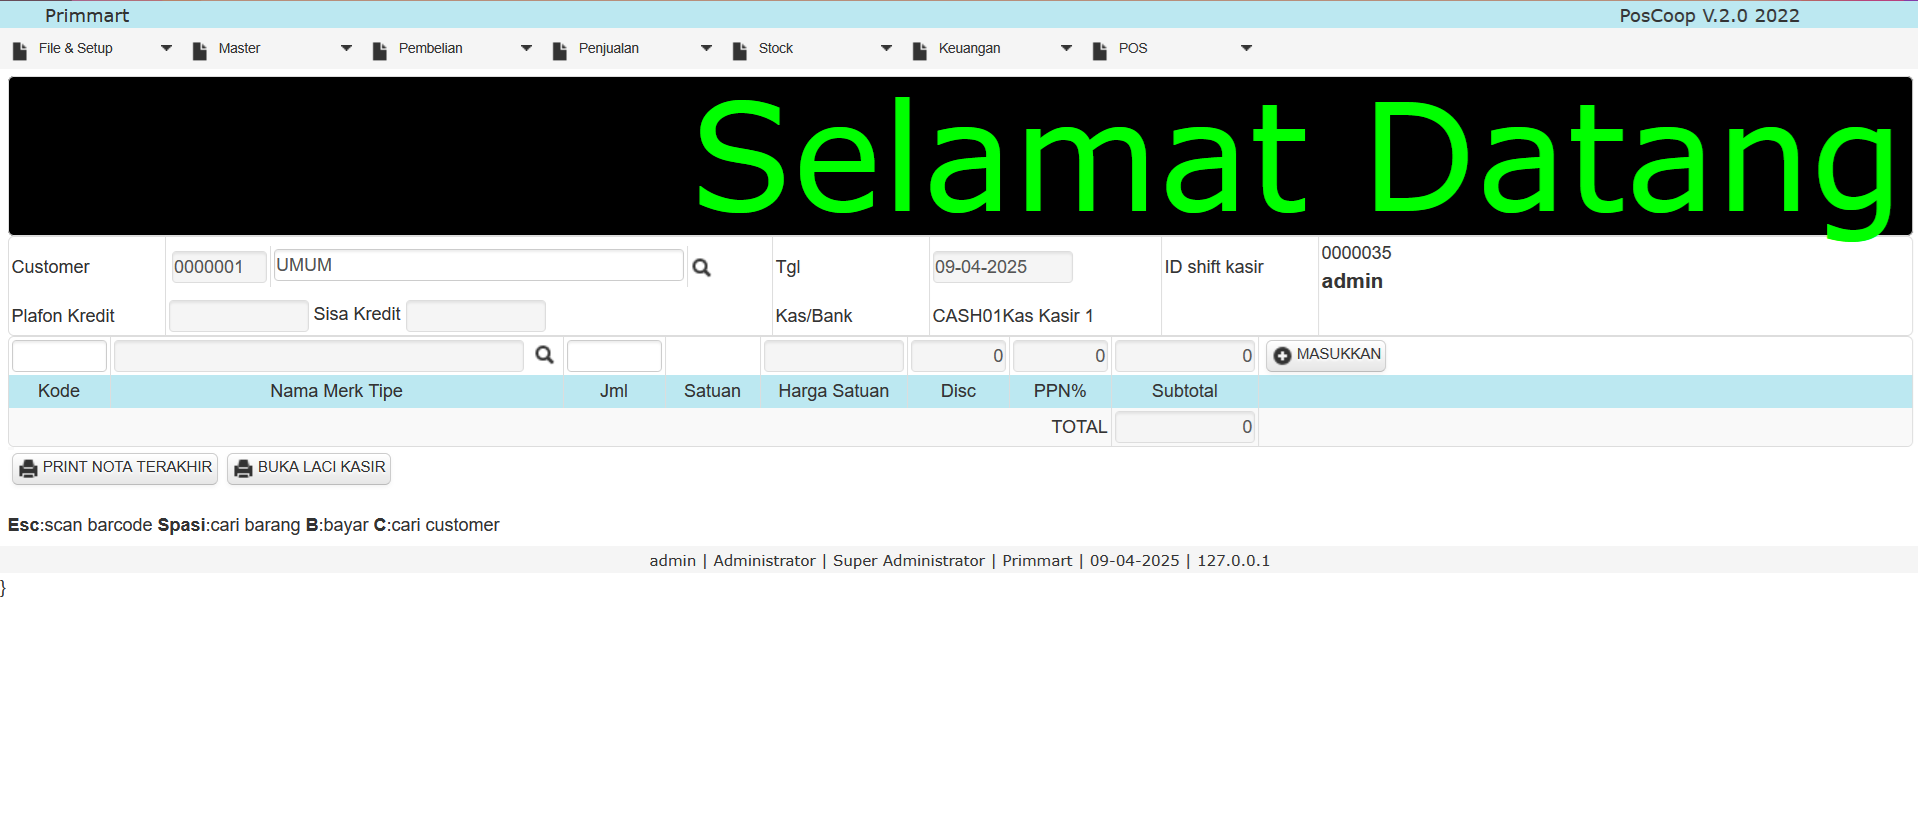 Primmart PosCoop V.2.0 2022
File & Setup Master Pembelian Penjualan Stock Keuangan POS
Selamat Datang
Customer 0000001 UMUM Tgl 09-04-2025 ID shift kasir 0000035
admin
Plafon Kredit Sisa Kredit Kas/Bank CASH01Kas Kasir 1
0 0 0 MASUKKAN
Kode Nama Merk Tipe Jml Satuan Harga Satuan Disc PPN% Subtotal
TOTAL 0
PRINT NOTA TERAKHIR BUKA LACI KASIR
Esc:scan barcode Spasi:cari barang B:bayar C:cari customer
admin | Administrator | Super Administrator | Primmart | 09-04-2025 | 127.0.0.1
}